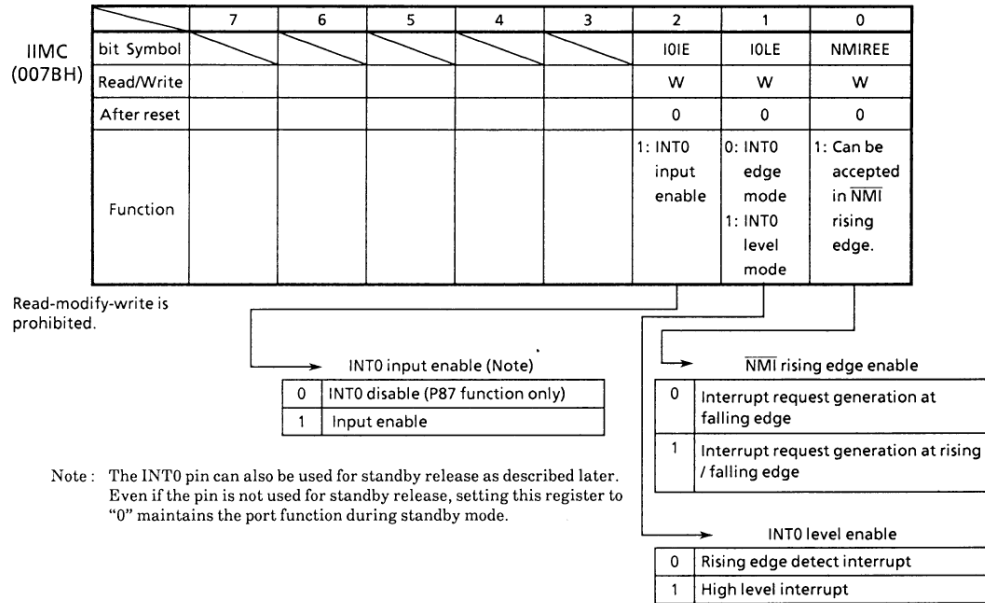 7 6 5 4 3 2 1 0
IIMC
(007BH)
bit Symbol I0IE I0LE NMIREE
Read/Write W W W
After reset 0 0 0
Function
1: INT0
input
enable
0: INT0
edge
mode
1: INT0
level
mode
1: Can be
accepted
in NMI
rising
edge.
Read-modify-write is
prohibited.
INT0 input enable (Note)
0 INT0 disable (P87 function only)
1 Input enable
NMI rising edge enable
0 Interrupt request generation at
falling edge
1 Interrupt request generation at rising
/ falling edge
Note : The INT0 pin can also be used for standby release as described later.
Even if the pin is not used for standby release, setting this register to
“0” maintains the port function during standby mode.
INT0 level enable
0 Rising edge detect interrupt
1 High level interrupt